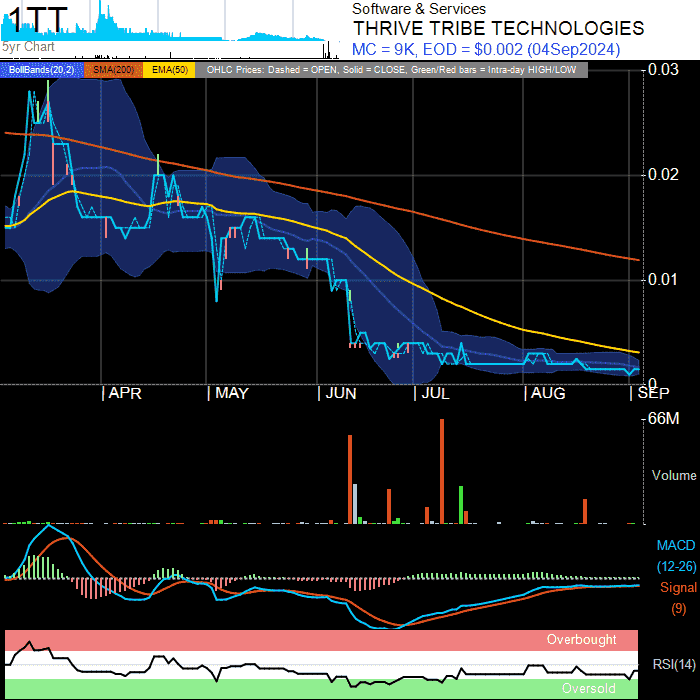 1TT
Software & Services
THRIVE TRIBE TECHNOLOGIES
5yr Chart
MC = 9K, EOD = $0.002 (04Sep2024)
BollBands(20,2) SMA(200) EMA(50) OHLC Prices: Dashed = OPEN, Solid = CLOSE, Green/Red bars = Intra-day HIGH/LOW
0.03
0.02
0.01
0
APR MAY JUN JUL AUG SEP
66M
Volume
MACD
(12-26)
Signal
(9)
Overbought
RSI(14)
Oversold